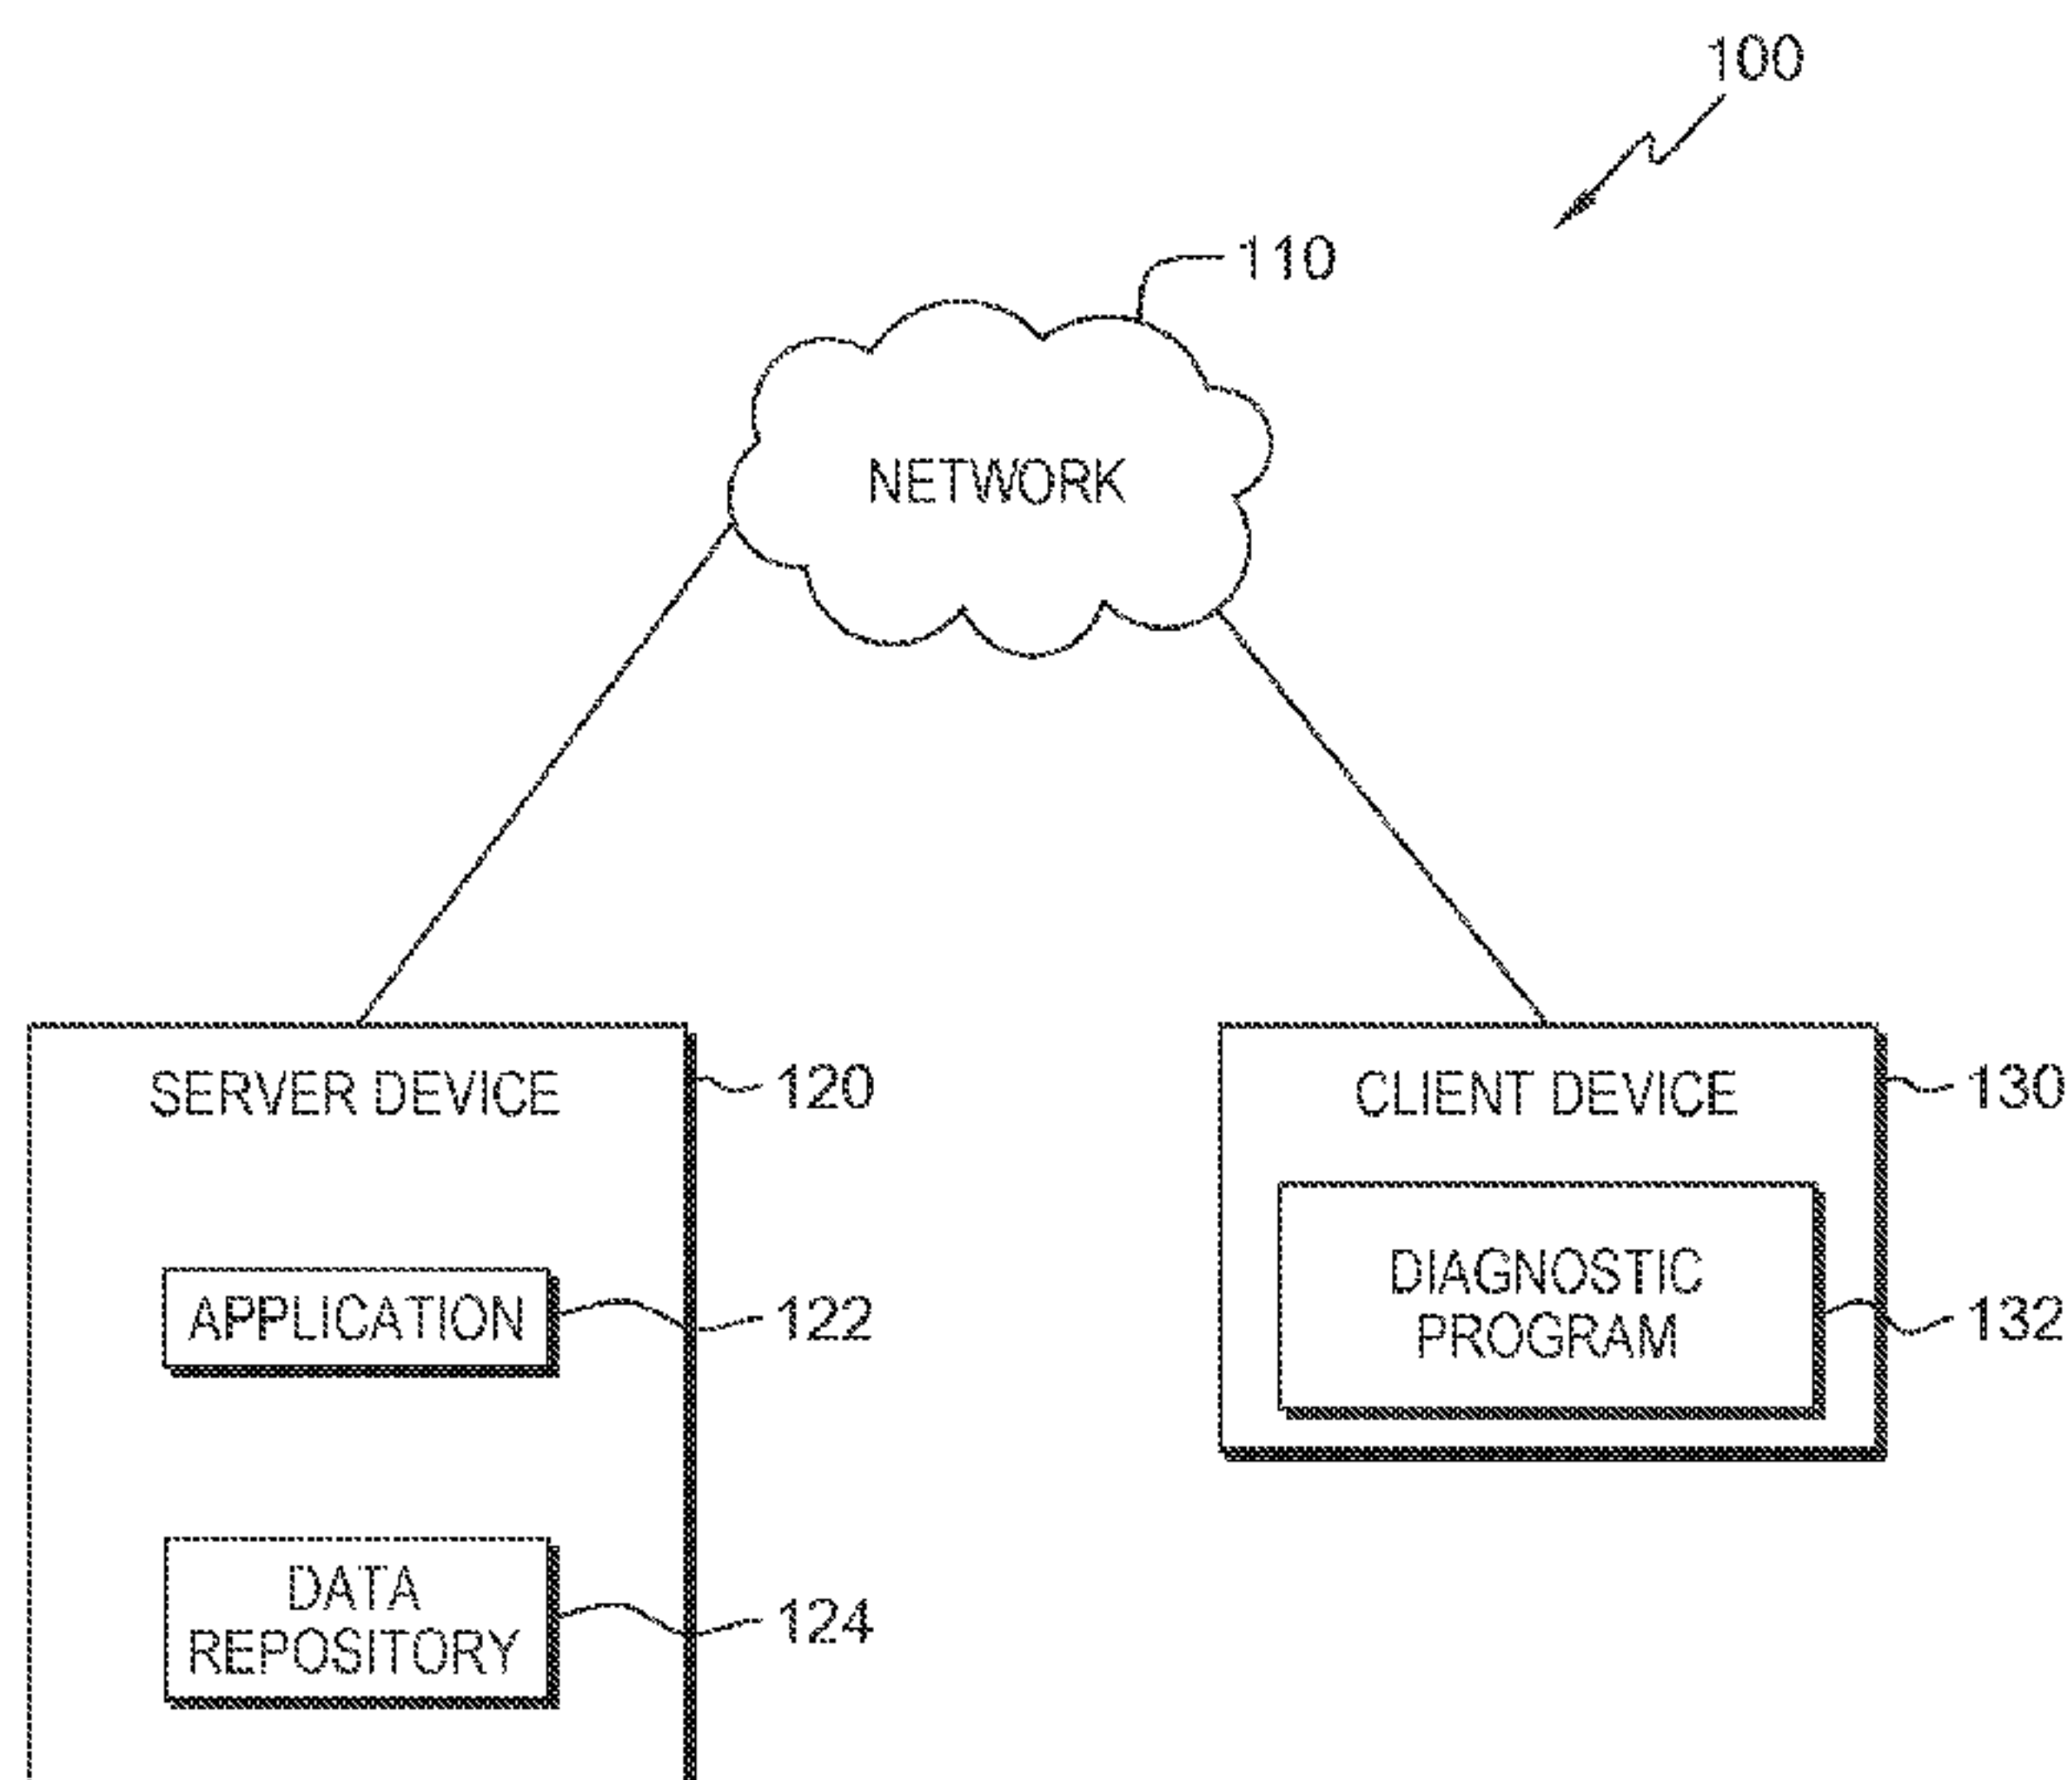 100
110
NETWORK
SERVER DEVICE
120
CLIENT DEVICE
130
APPLICATION
122
DIAGNOSTIC
PROGRAM
132
DATA
REPOSITORY
124